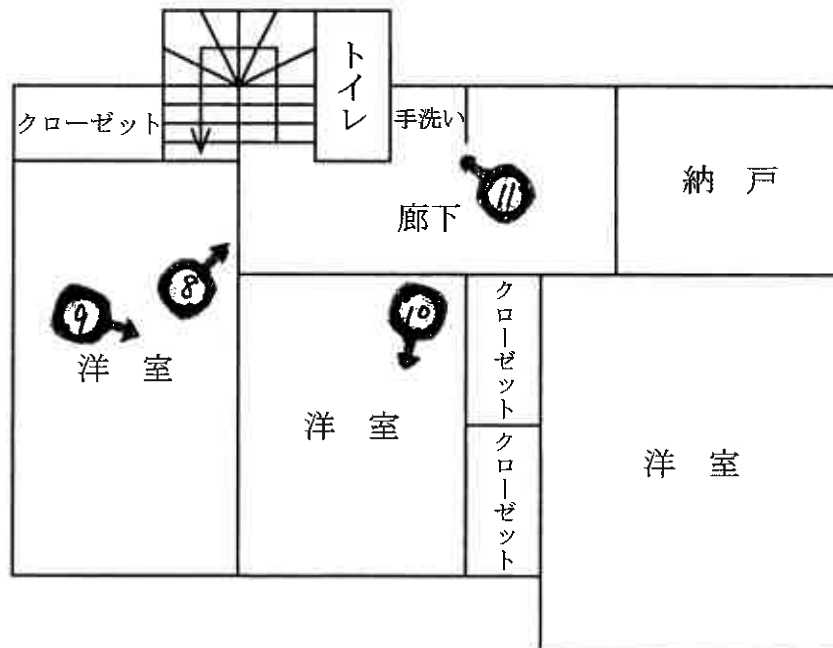 トイレ
クローゼット
手洗い
納 戸
廊下
11
8
9
10
洋 室
洋 室
クローゼット
クローゼット
洋 室